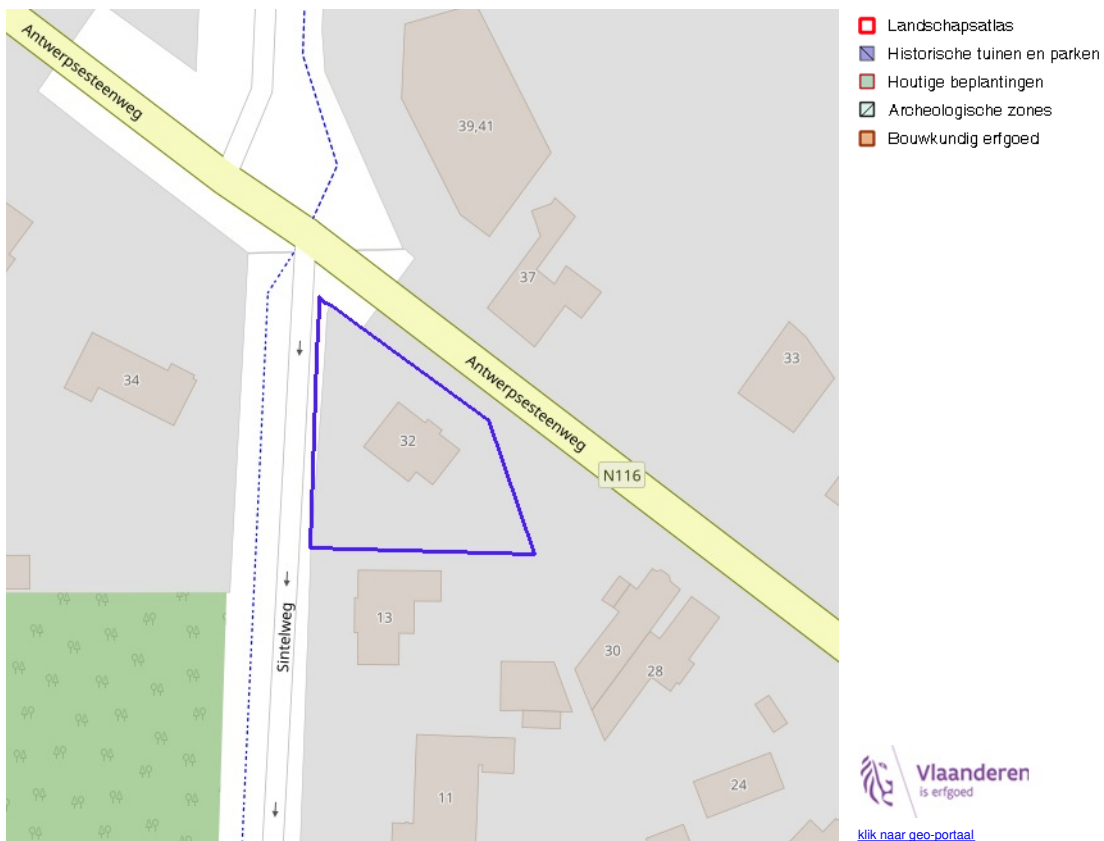 Antwerpsesteenweg
39,41
37
33
34
32
Antwerpsesteenweg
N116
Sintelweg
13
30
28
11
24
Landschapsatlas
Historische tuinen en parken
Houtige beplantingen
Archeologische zones
Bouwkundig erfgoed
Vlaanderen
is erfgoed
klik naar geo-portaal